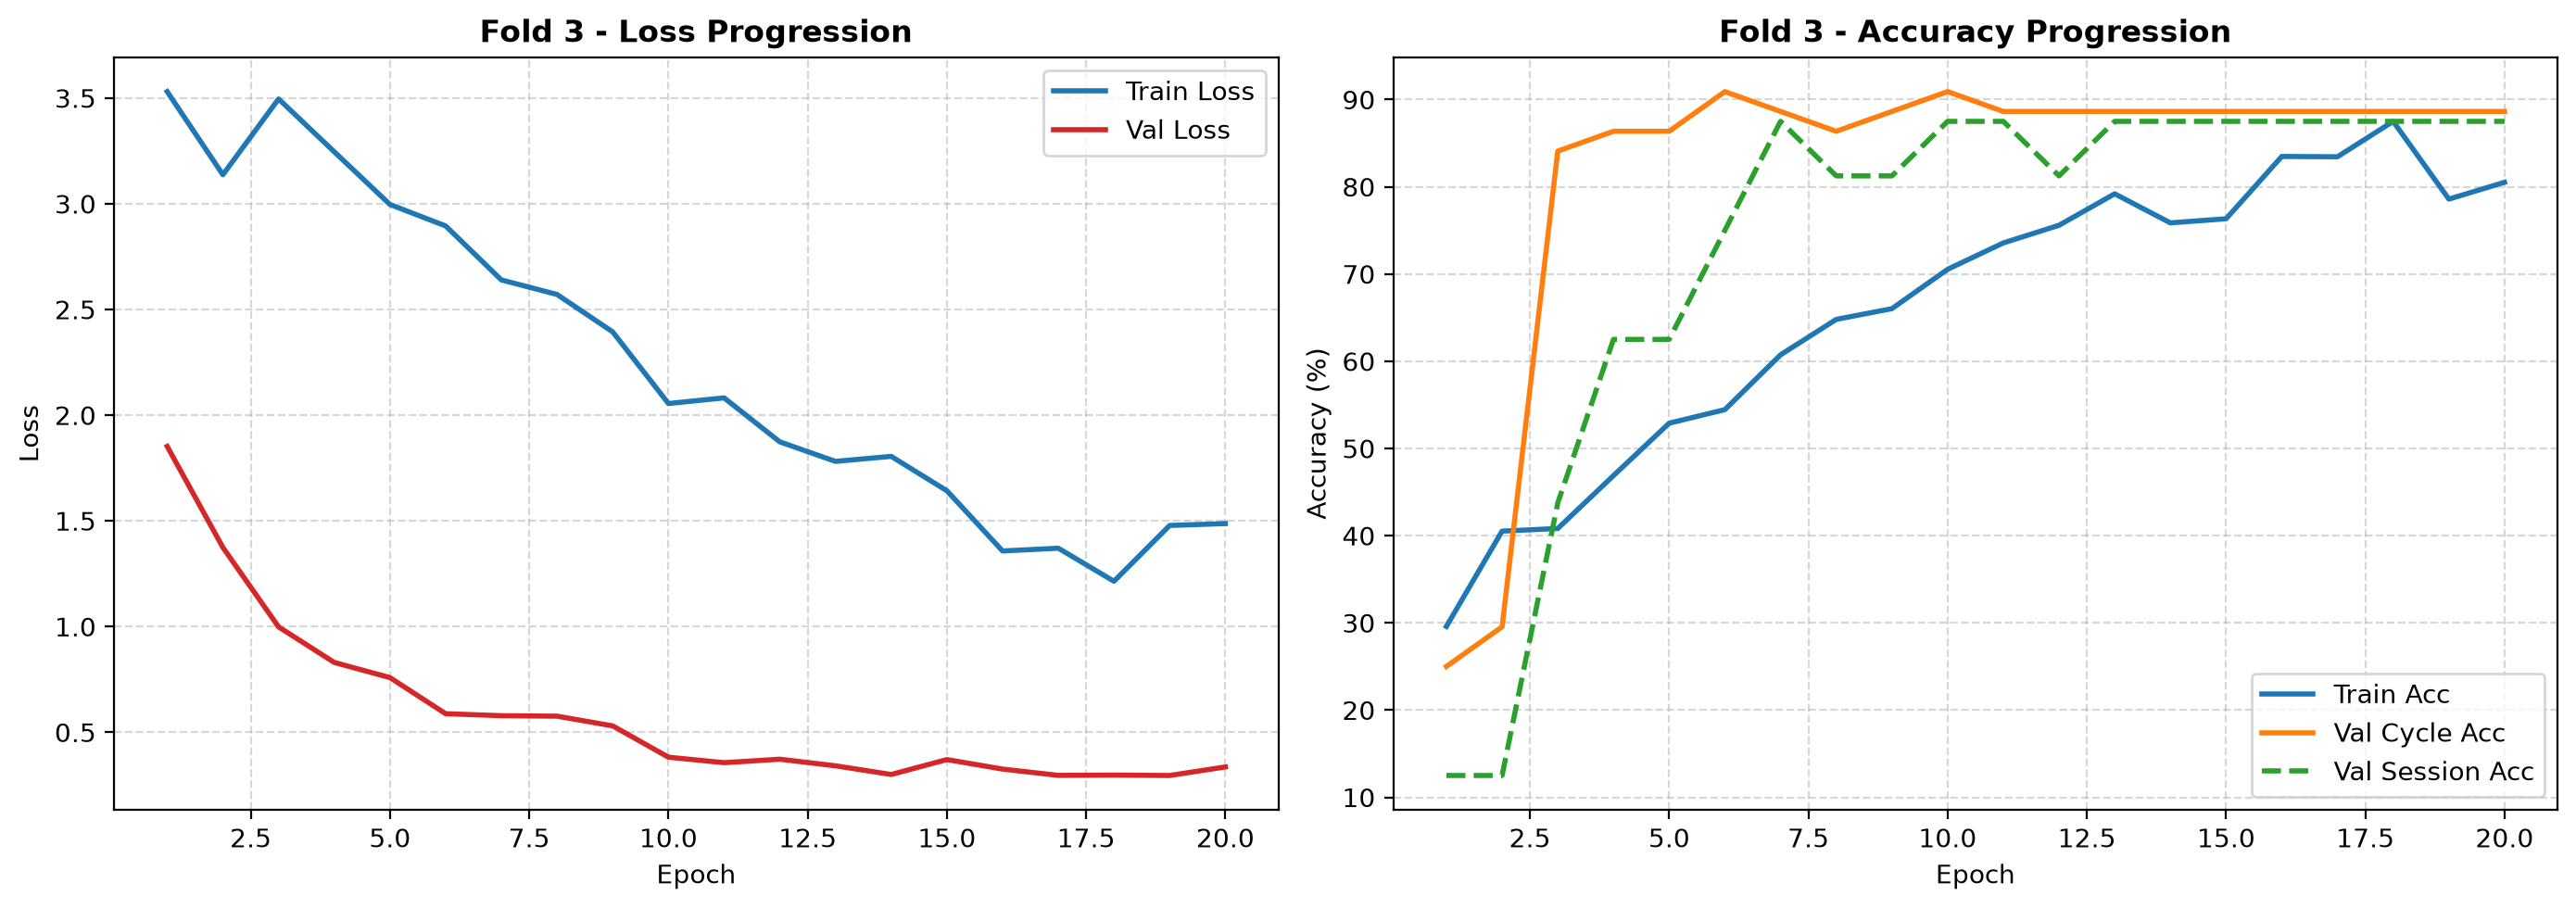 Fold 3 - Loss Progression
3.5
3.0
2.5
2.0
1.5
1.0
0.5
Loss
2.5 5.0 7.5 10.0 12.5 15.0 17.5 20.0
Epoch
Train Loss
Val Loss
Fold 3 - Accuracy Progression
90
80
70
60
50
40
30
20
10
Accuracy (%)
2.5 5.0 7.5 10.0 12.5 15.0 17.5 20.0
Epoch
Train Acc
Val Cycle Acc
Val Session Acc